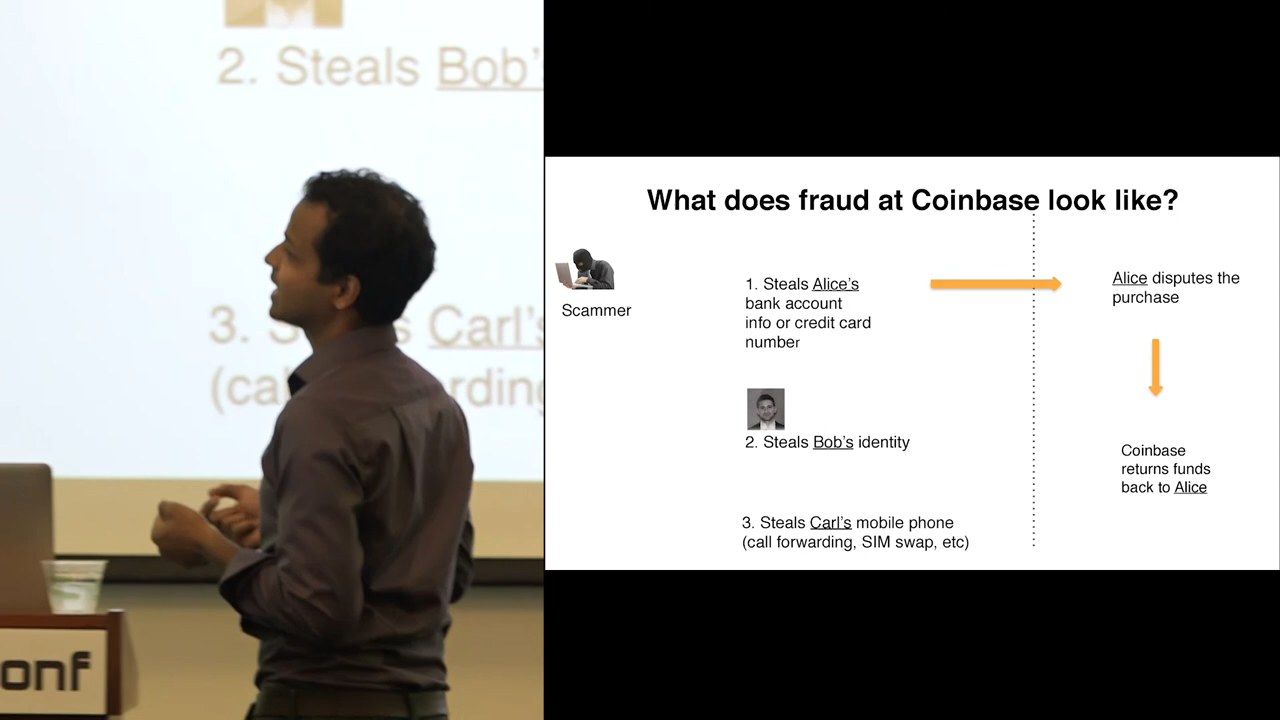 2. Steals Bob'
3. S s Carl's
(cal rding
onf
What does fraud at Coinbase look like?
Scammer
1. Steals Alice's
bank account
info or credit card
number
2. Steals Bob's identity
3. Steals Carl's mobile phone
(call forwarding, SIM swap, etc)
Alice disputes the
purchase
Coinbase
returns funds
back to Alice